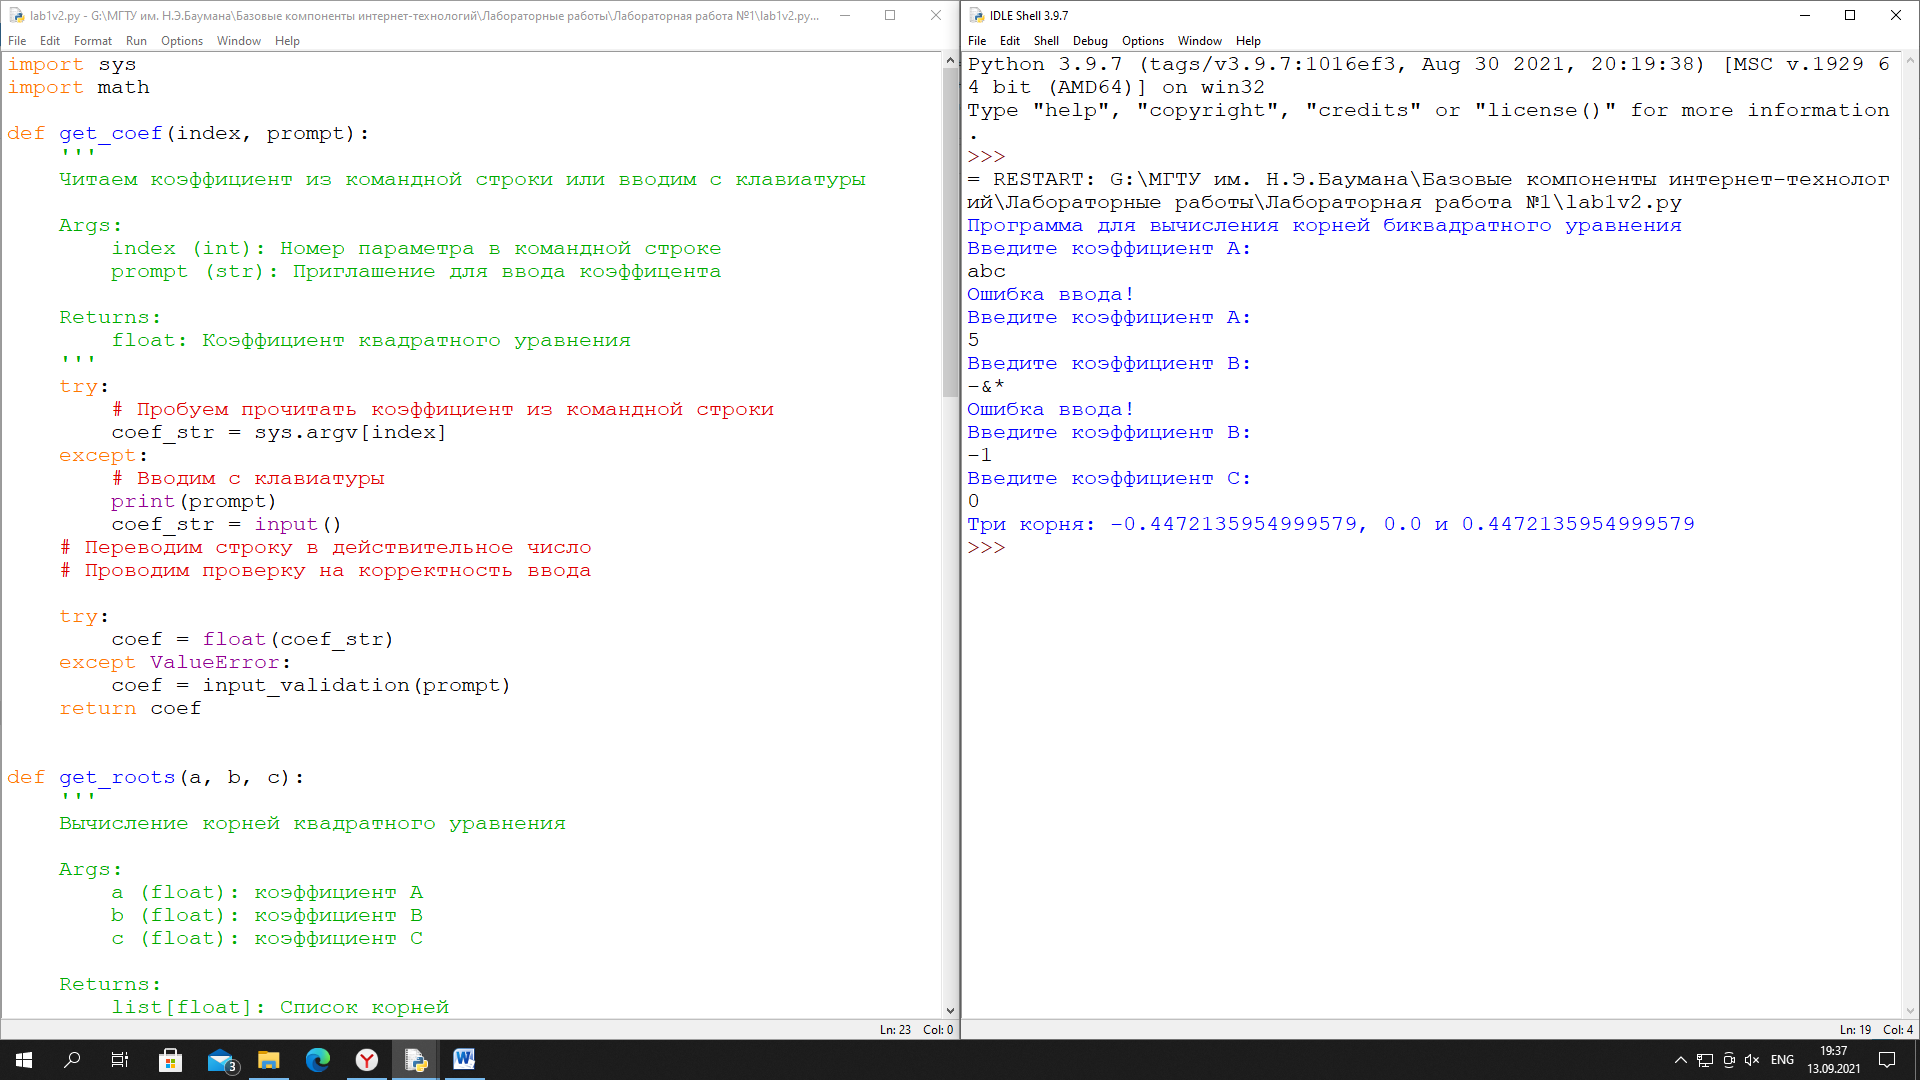 lab1v2.py - G:\МГТУ им. Н.Э.Баумана\Базовые компоненты интернет-технологий\Лабораторные работы\Лабораторная работа №1\lab1v2.py...
File Edit Format Run Options Window Help
import sys
import math
def get_coef(index, prompt):
'''
Читаем коэффициент из командной строки или вводим с клавиатуры
Args:
index (int): Номер параметра в командной строке
prompt (str): Приглашение для ввода коэффицента
Returns:
float: Коэффициент квадратного уравнения
'''
try:
# Пробуем прочитать коэффициент из командной строки
coef_str = sys.argv[index]
except:
# Вводим с клавиатуры
print(prompt)
coef_str = input()
# Переводим строку в действительное число
# Проводим проверку на корректность ввода
try:
coef = float(coef_str)
except ValueError:
coef = input_validation(prompt)
return coef
def get_roots(a, b, c):
'''
Вычисление корней квадратного уравнения
Args:
a (float): коэффициент А
b (float): коэффициент B
c (float): коэффициент C
Returns:
list[float]: Список корней
Ln: 23 Col: 0
IDLE Shell 3.9.7
File Edit Shell Debug Options Window Help
Python 3.9.7 (tags/v3.9.7:1016ef3, Aug 30 2021, 20:19:38) [MSC v.1929 6
4 bit (AMD64)] on win32
Type "help", "copyright", "credits" or "license()" for more information
.
>>>
= RESTART: G:\МГТУ им. Н.Э.Баумана\Базовые компоненты интернет-технолог
ий\Лабораторные работы\Лабораторная работа №1\lab1v2.py
Программа для вычисления корней биквадратного уравнения
Введите коэффициент А:
abc
Ошибка ввода!
Введите коэффициент А:
5
Введите коэффициент B:
-&*
Ошибка ввода!
Введите коэффициент B:
-1
Введите коэффициент C:
0
Три корня: -0.4472135954999579, 0.0 и 0.4472135954999579
>>>
Ln: 19 Col: 4
3
ENG
19:37
13.09.2021